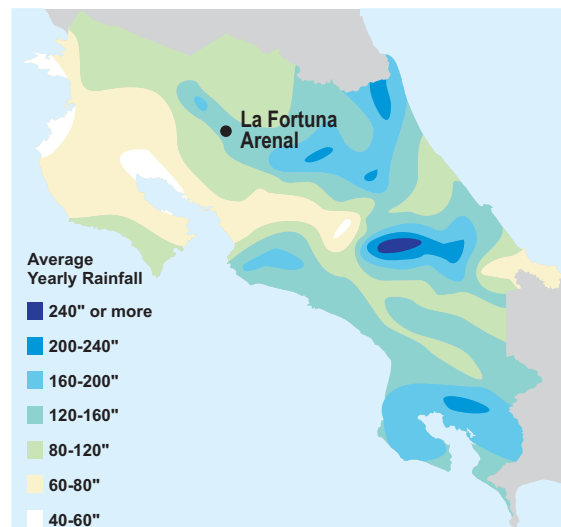 La Fortuna
Arenal
Average
Yearly Rainfall
240" or more
200-240"
160-200"
120-160"
80-120"
60-80"
40-60"